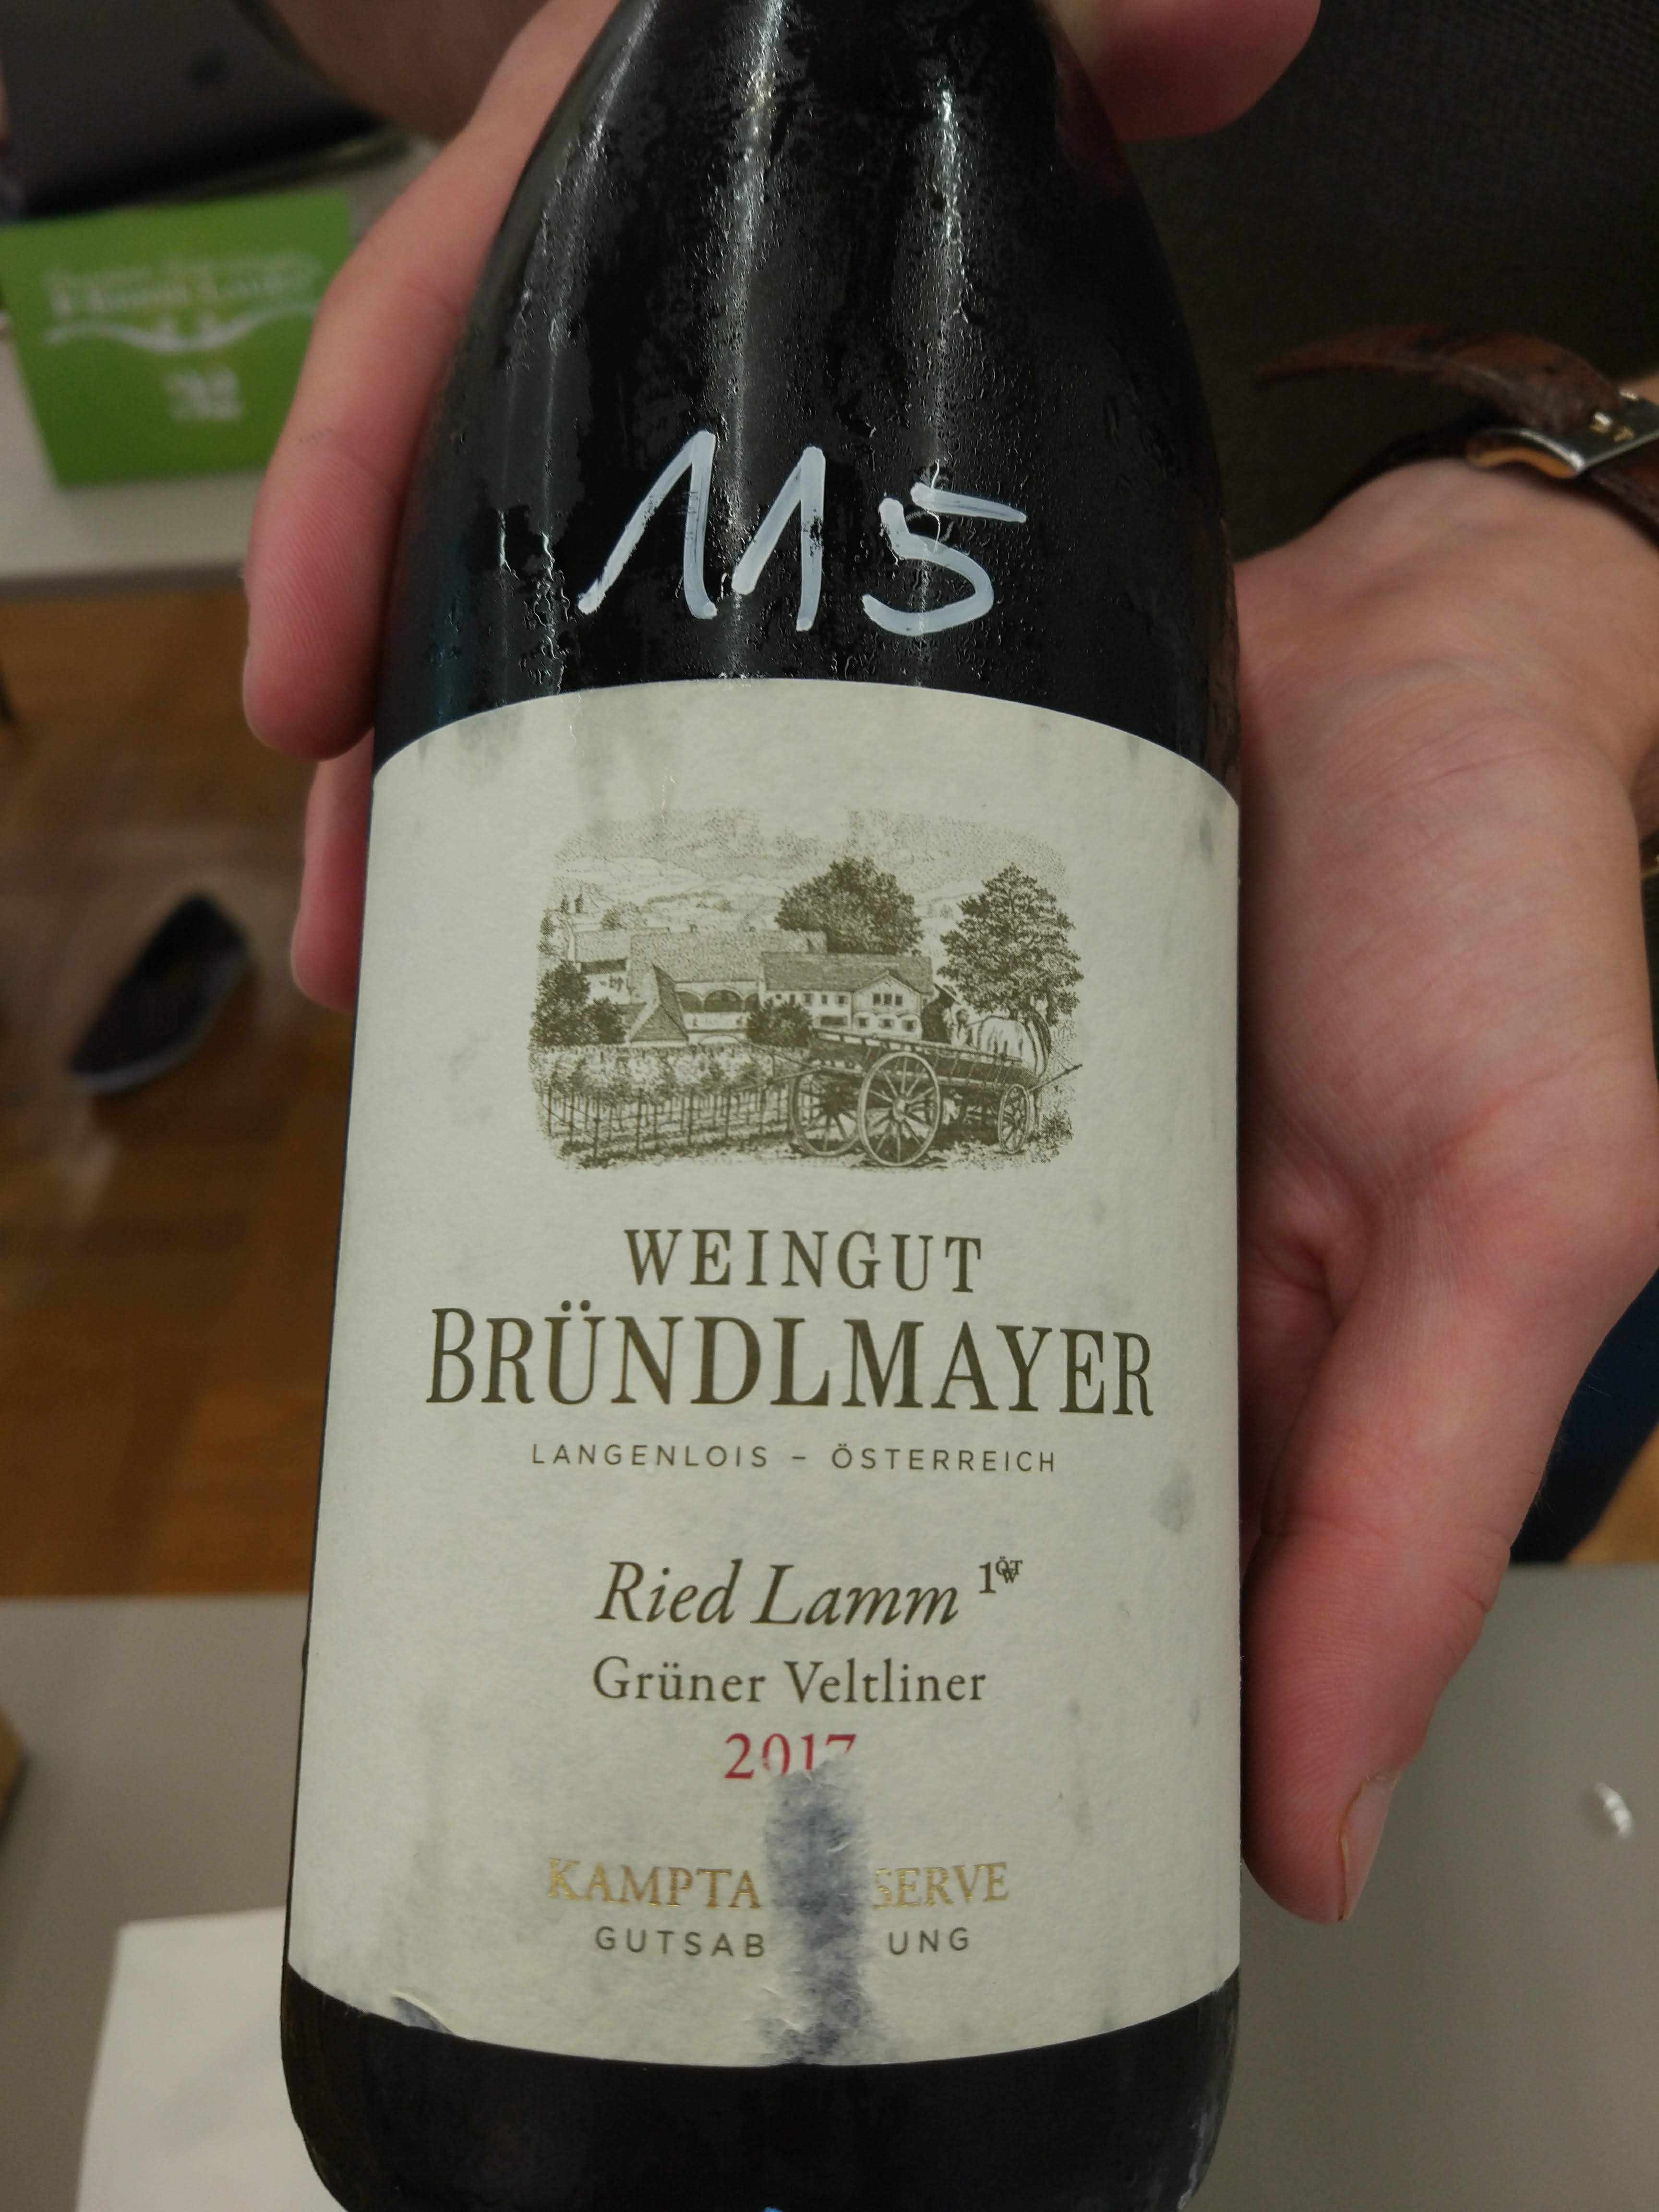 115
WEINGUT
BRÜNDLMAYER
LANGENLOIS – ÖSTERREICH
Ried Lamm 1ÖTW
Grüner Veltliner
2017